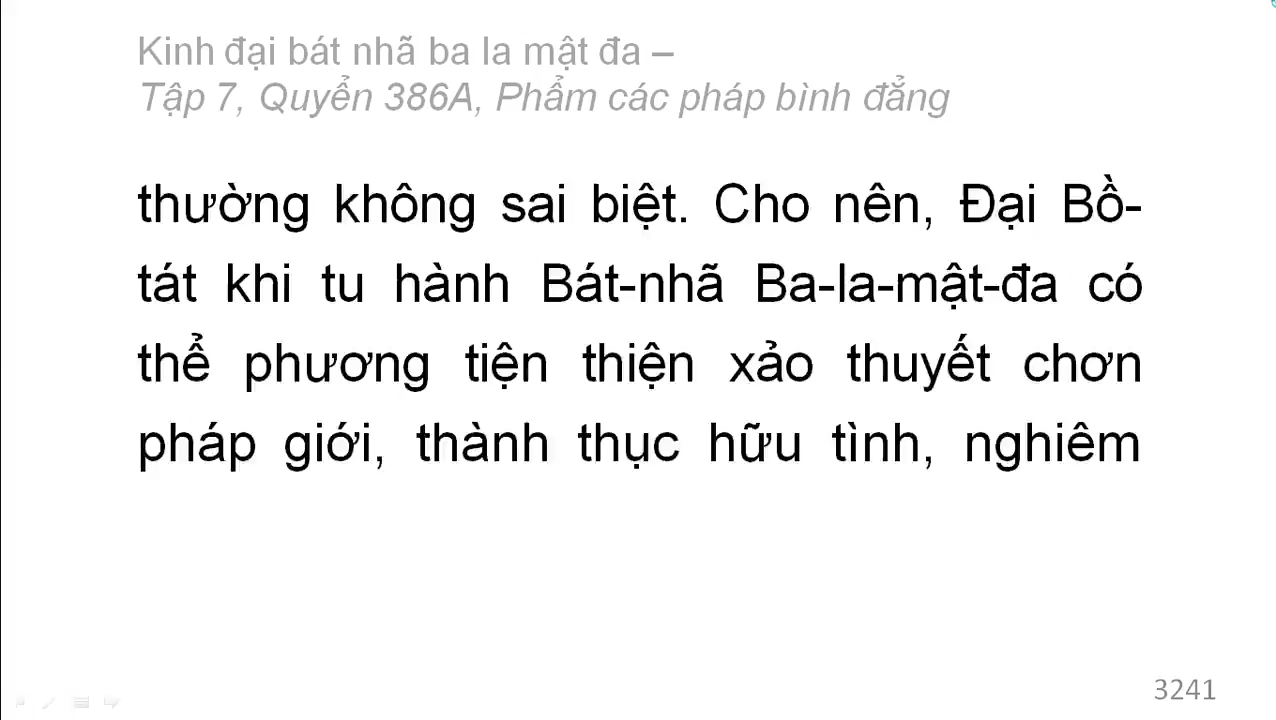 Kinh đại bát nhã ba la mật đa –
Tập 7, Quyển 386A, Phẩm các pháp bình đẳng
thường không sai biệt. Cho nên, Đại Bồ-
tát khi tu hành Bát-nhã Ba-la-mật-đa có
thể phương tiện thiện xảo thuyết chơn
pháp giới, thành thục hữu tình, nghiêm
3241